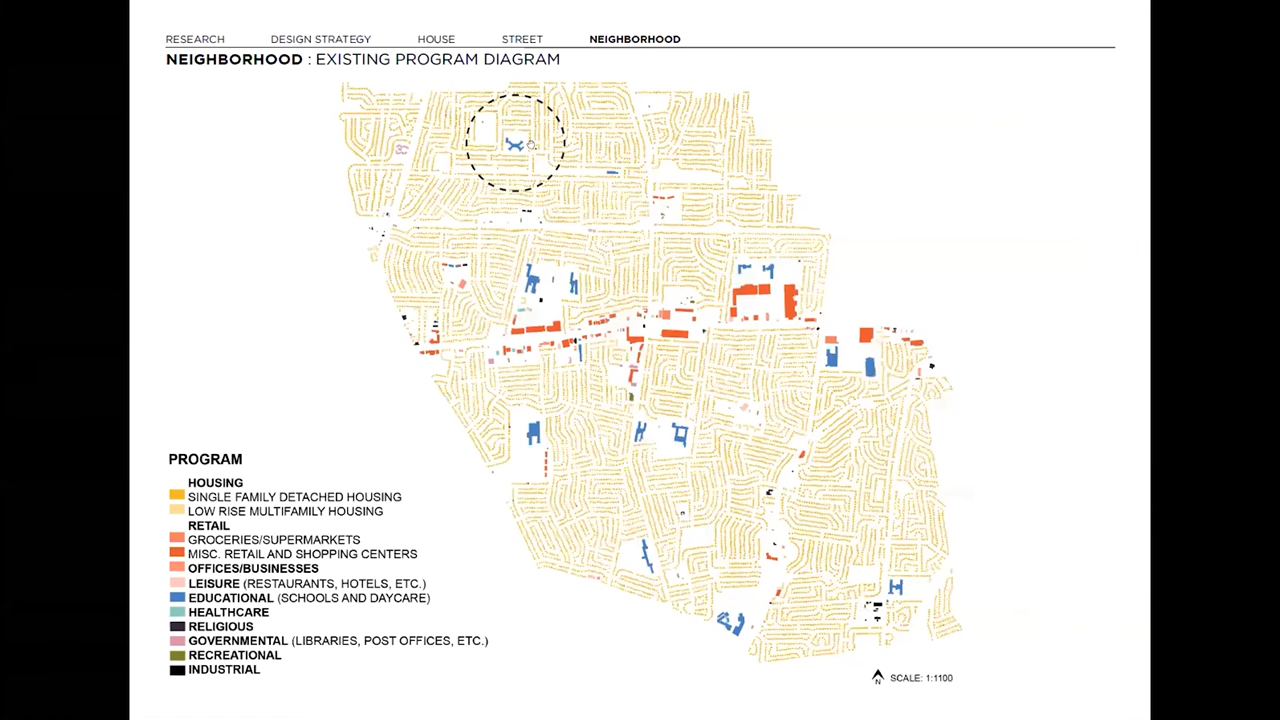 RESEARCH DESIGN STRATEGY HOUSE STREET NEIGHBORHOOD
NEIGHBORHOOD : EXISTING PROGRAM DIAGRAM
PROGRAM
HOUSING
SINGLE FAMILY DETACHED HOUSING
LOW RISE MULTIFAMILY HOUSING
RETAIL
GROCERIES/SUPERMARKETS
MISC. RETAIL AND SHOPPING CENTERS
OFFICES/BUSINESSES
LEISURE (RESTAURANTS, HOTELS, ETC.)
EDUCATIONAL (SCHOOLS AND DAYCARE)
HEALTHCARE
RELIGIOUS
GOVERNMENTAL (LIBRARIES, POST OFFICES, ETC.)
RECREATIONAL
INDUSTRIAL
N SCALE: 1:1100